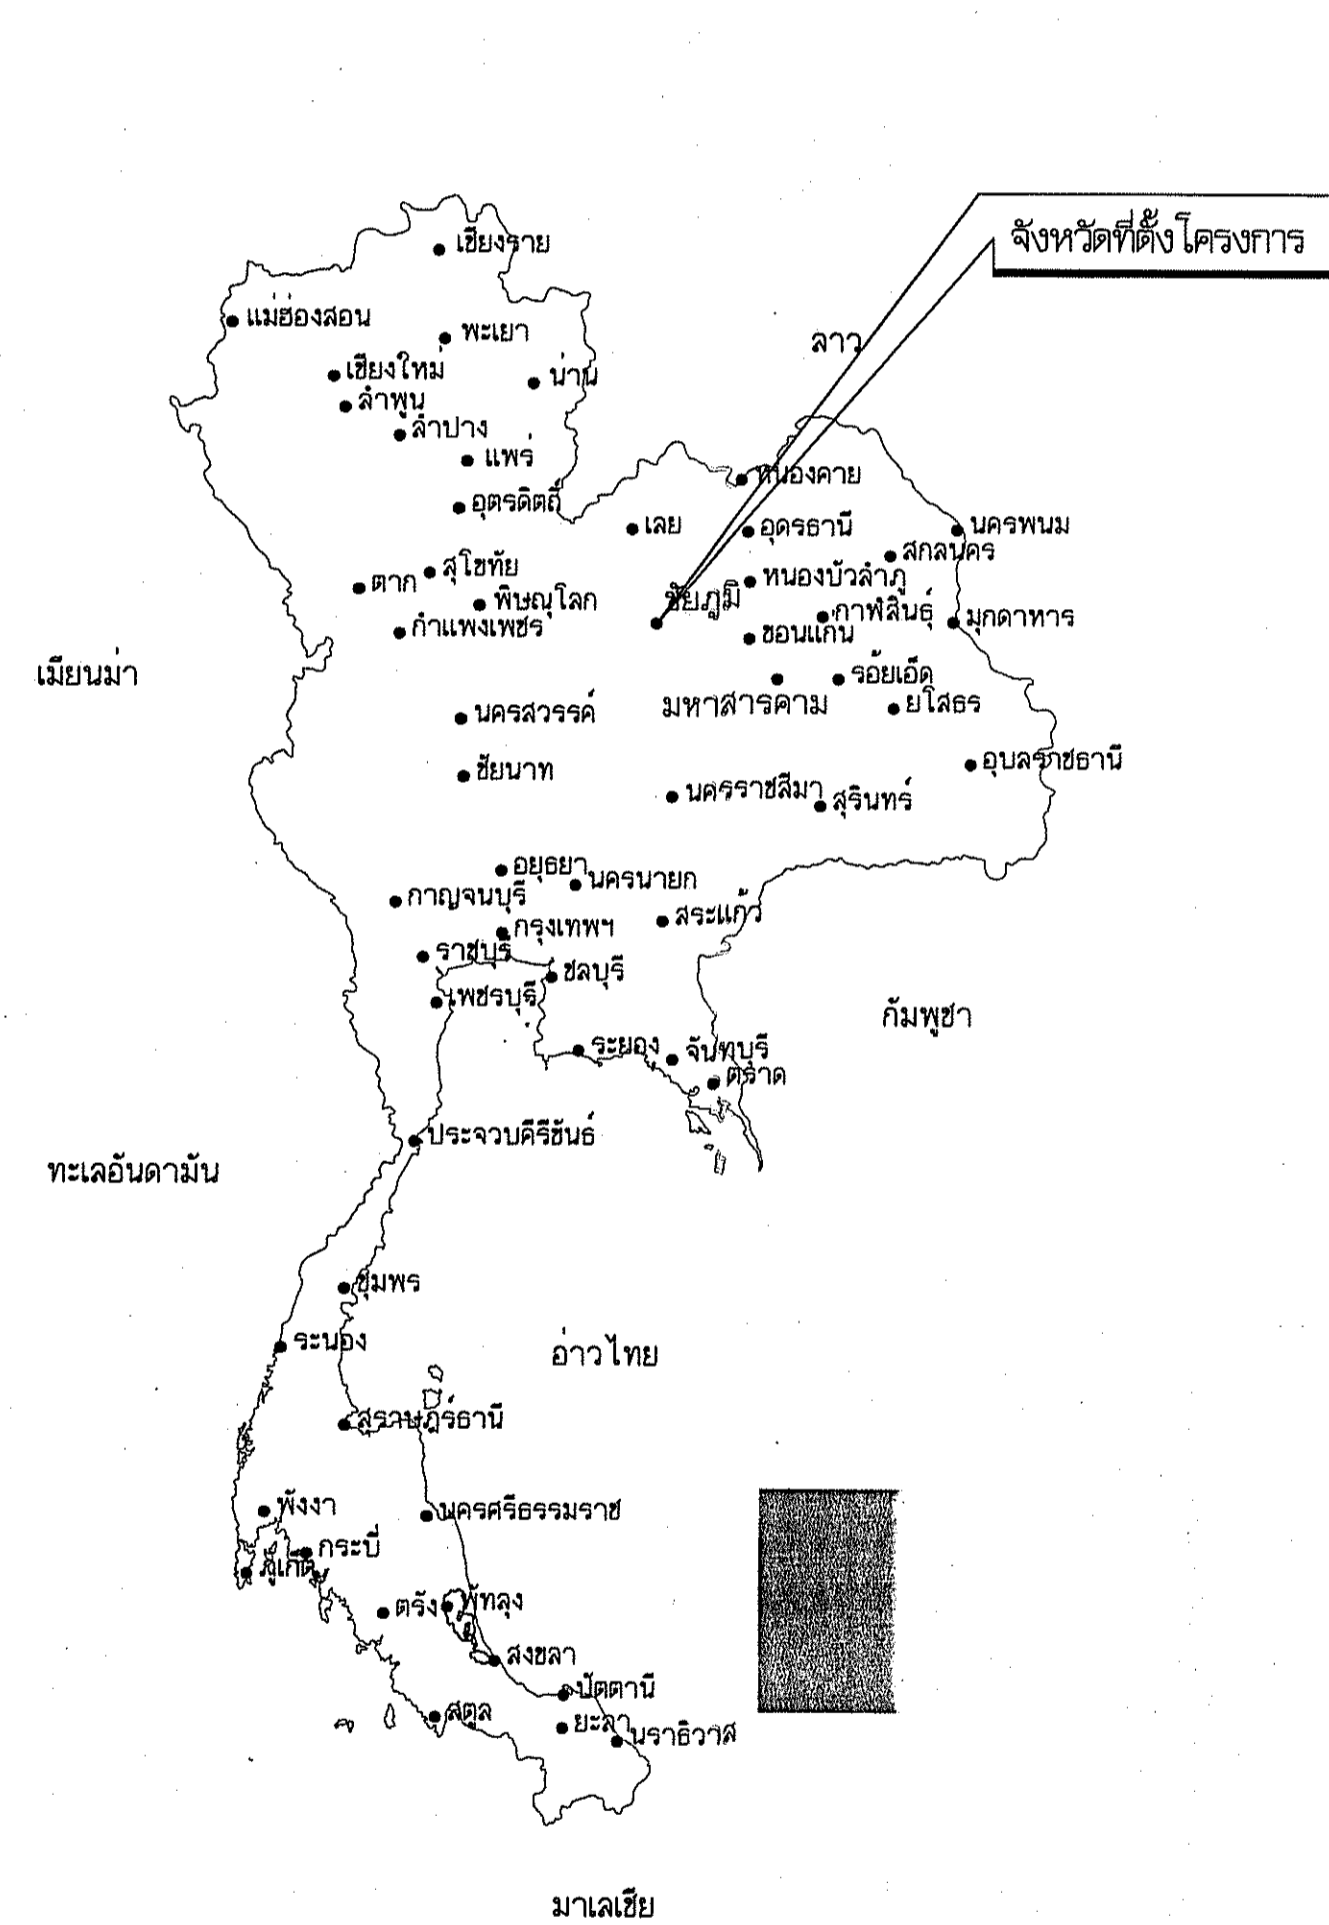 จังหวัดที่ตั้งโครงการ
เชียงราย
แม่ฮ่องสอน
พะเยา
ลาว
เชียงใหม่
น่าน
ลำพูน
ลำปาง
แพร่
หนองคาย
อุตรดิตถ์
เลย
อุดรธานี
นครพนม
สกลนคร
สุโขทัย
ตาก
หนองบัวลำภู
พิษณุโลก
ชัยภูมิ
กาฬสินธุ์
มุกดาหาร
กำแพงเพชร
ขอนแก่น
เมียนม่า
ร้อยเอ็ด
มหาสารคาม
ยโสธร
นครสวรรค์
อุบลราชธานี
ชัยนาท
นครราชสีมา
สุรินทร์
อยุธยา
นครนายก
กาญจนบุรี
สระแก้ว
กรุงเทพฯ
ราชบุรี
ชลบุรี
เพชรบุรี
กัมพูชา
ระยอง
จันทบุรี
ตราด
ประจวบคีรีขันธ์
ทะเลอันดามัน
ชุมพร
ระนอง
อ่าวไทย
สุราษฎร์ธานี
พังงา
นครศรีธรรมราช
กระบี่
ภูเก็ต
ตรัง
พัทลุง
สงขลา
ปัตตานี
สตูล
ยะลา
นราธิวาส
มาเลเซีย